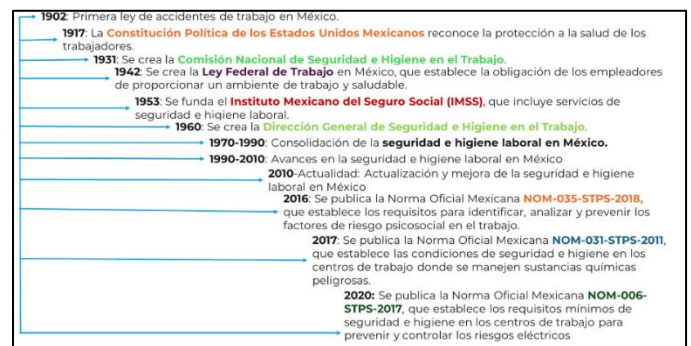 1902: Primera ley de accidentes de trabajo en México.
1917: La Constitución Política de los Estados Unidos Mexicanos reconoce la protección a la salud de los
trabajadores.
1931: Se crea la Comisión Nacional de Seguridad e Higiene en el Trabajo.
1942: Se crea la Ley Federal de Trabajo en México, que establece la obligación de los empleadores
de proporcionar un ambiente de trabajo y saludable.
1953: Se funda el Instituto Mexicano del Seguro Social (IMSS), que incluye servicios de
seguridad e higiene laboral.
1960: Se crea la Dirección General de Seguridad e Higiene en el Trabajo.
1970-1990: Consolidación de la seguridad e higiene laboral en México.
1990-2010: Avances en la seguridad e higiene laboral en México
2010-Actualidad: Actualización y mejora de la seguridad e higiene
laboral en México
2016: Se publica la Norma Oficial Mexicana NOM-035-STPS-2018,
que establece los requisitos para identificar, analizar y prevenir los
factores de riesgo psicosocial en el trabajo.
2017: Se publica la Norma Oficial Mexicana NOM-031-STPS-2011,
que establece las condiciones de seguridad e higiene en los
centros de trabajo donde se manejen sustancias químicas
peligrosas.
2020: Se publica la Norma Oficial Mexicana NOM-006-
STPS-2017, que establece los requisitos mínimos de
seguridad e higiene en los centros de trabajo para
prevenir y controlar los riesgos eléctricos